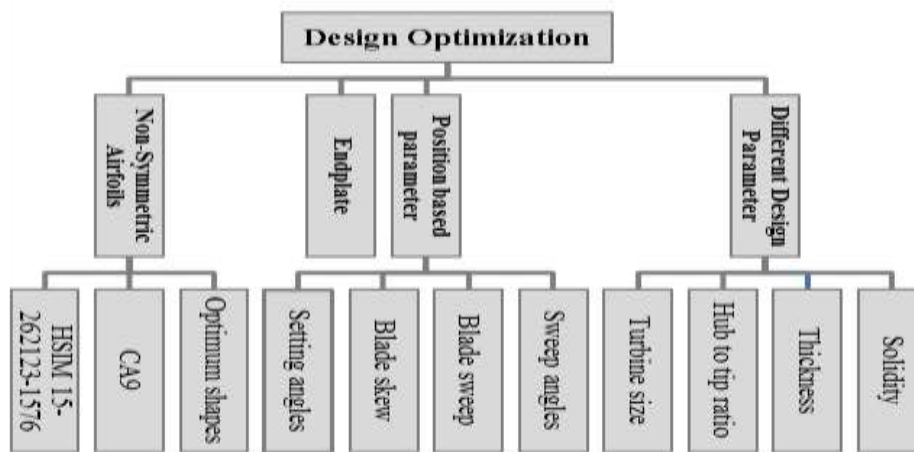 Design Optimization
Non-Symmetric
Airfoils
Endplate
Position based
parameter
Different Design
Parameter
HSIM 15-
262123-1576
CA9
Optimum shapes
Setting angles
Blade skew
Blade sweep
Sweep angles
Turbine size
Hub to tip ratio
Thickness
Solidity